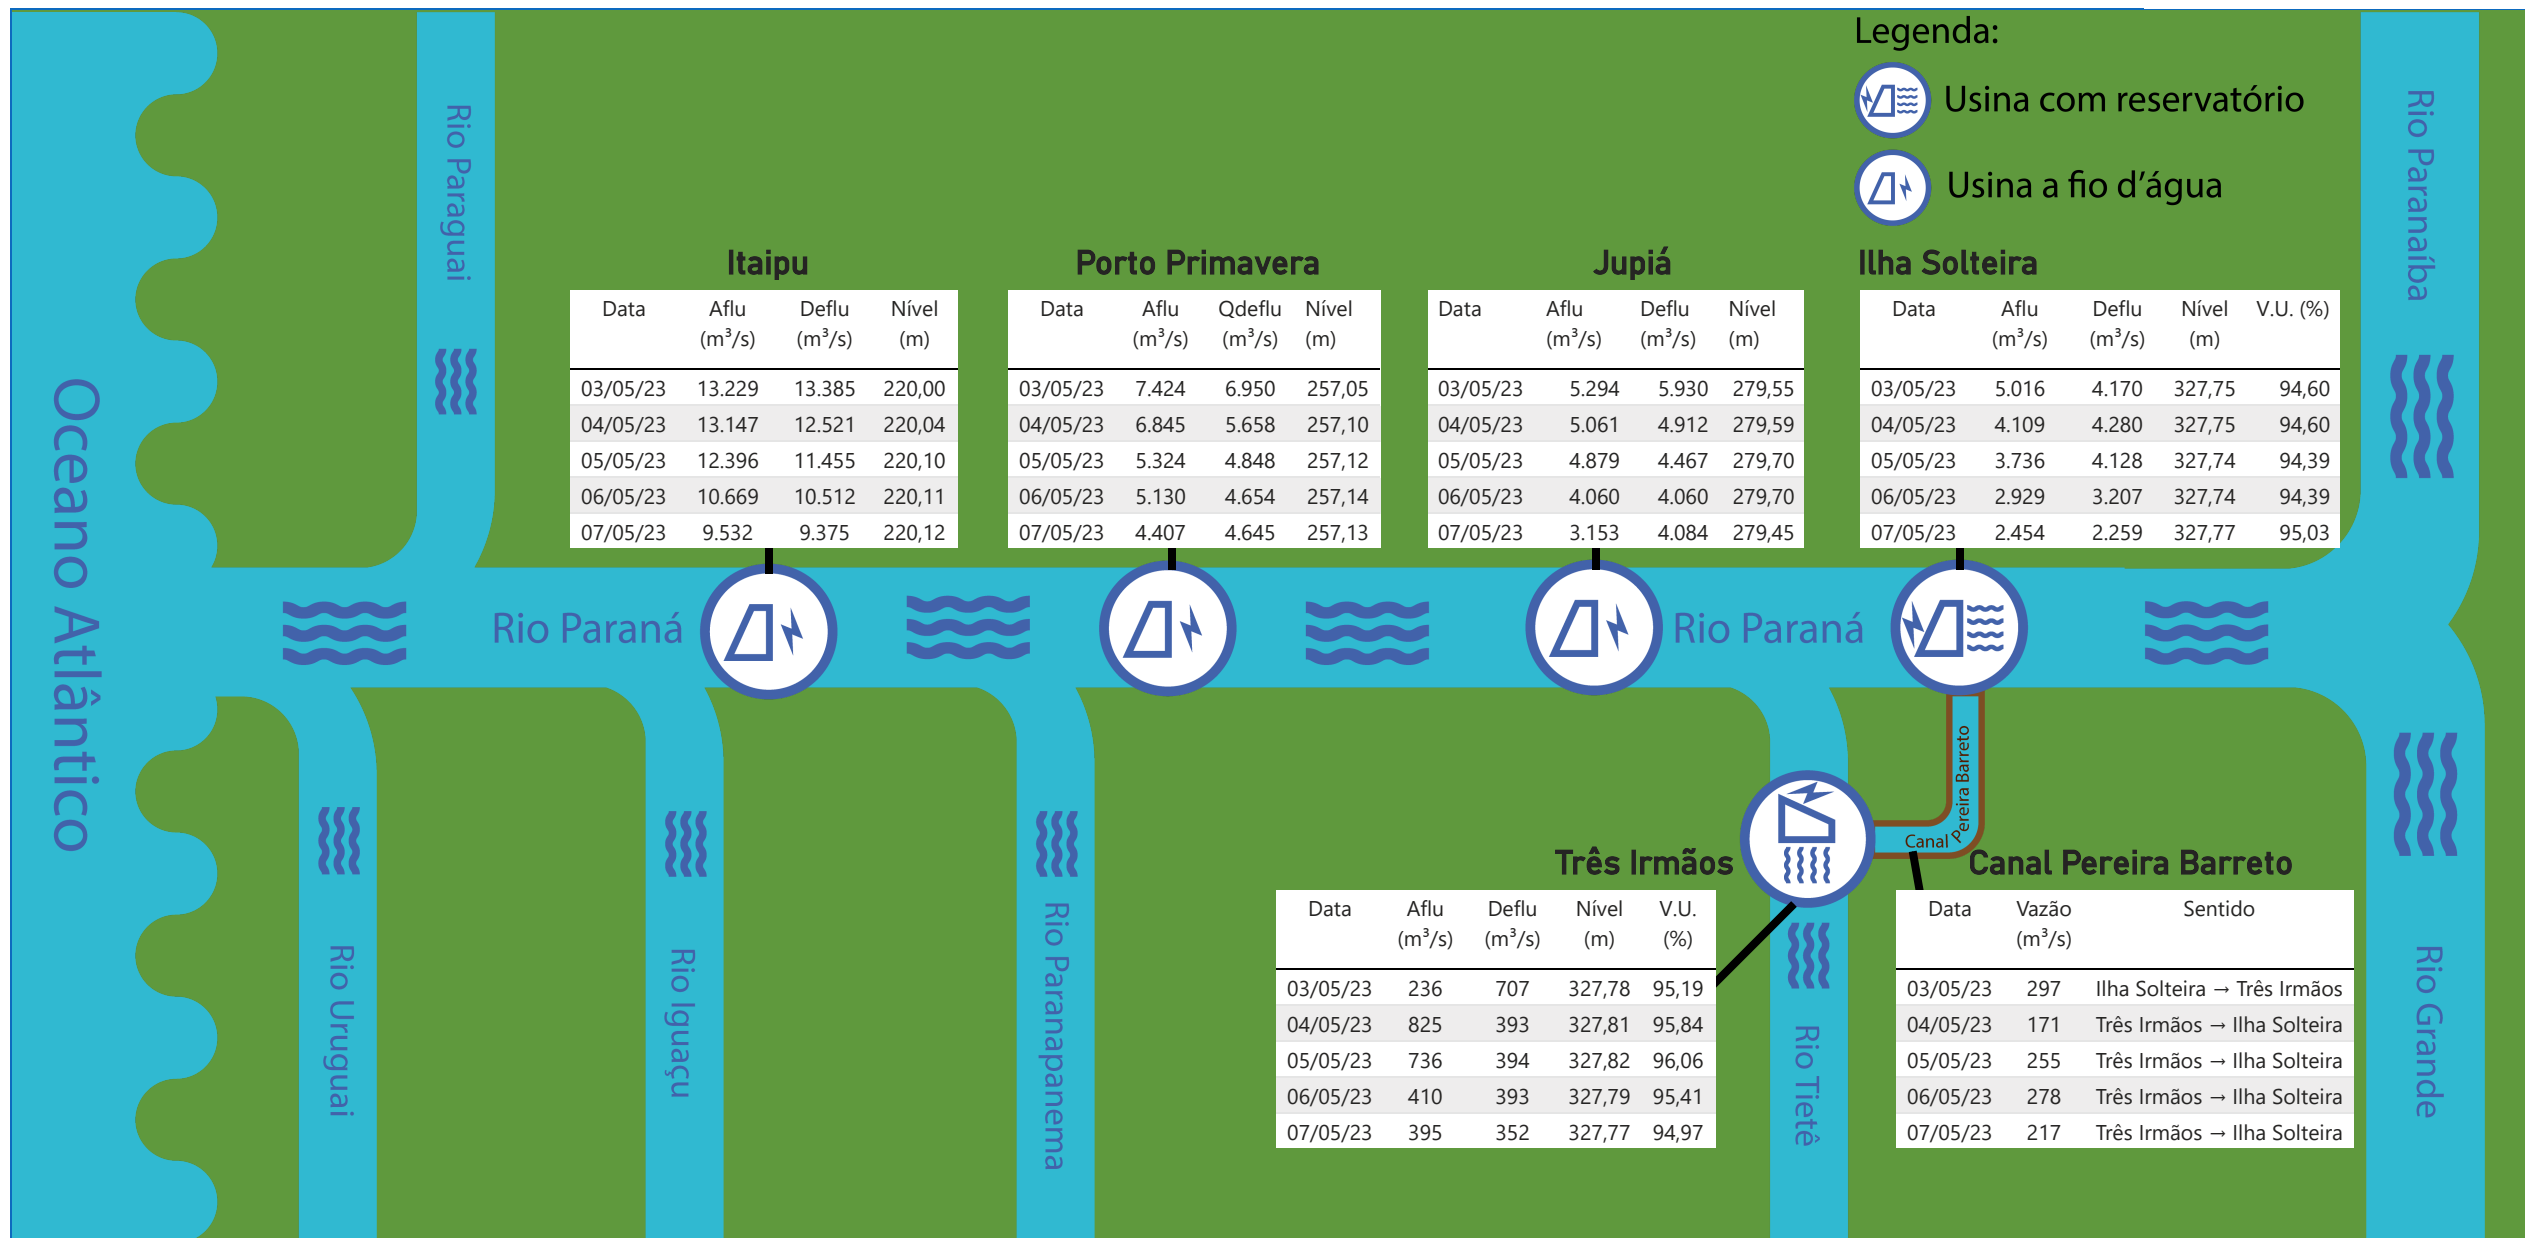 Legenda:
Usina com reservatório
Usina a fio d'água
Rio Paraguai
Rio Paranaíba
Oceano Atlântico
Itaipu
Data Aflu Deflu Nível
(m³/s) (m³/s) (m)
03/05/23 13.229 13.385 220,00
04/05/23 13.147 12.521 220,04
05/05/23 12.396 11.455 220,10
06/05/23 10.669 10.512 220,11
07/05/23 9.532 9.375 220,12
Porto Primavera
Data Aflu Qdeflu Nível
(m³/s) (m³/s) (m)
03/05/23 7.424 6.950 257,05
04/05/23 6.845 5.658 257,10
05/05/23 5.324 4.848 257,12
06/05/23 5.130 4.654 257,14
07/05/23 4.407 4.645 257,13
Jupiá
Data Aflu Deflu Nível
(m³/s) (m³/s) (m)
03/05/23 5.294 5.930 279,55
04/05/23 5.061 4.912 279,59
05/05/23 4.879 4.467 279,70
06/05/23 4.060 4.060 279,70
07/05/23 3.153 4.084 279,45
Ilha Solteira
Data Aflu Deflu Nível V.U. (%)
(m³/s) (m³/s) (m)
03/05/23 5.016 4.170 327,75 94,60
04/05/23 4.109 4.280 327,75 94,60
05/05/23 3.736 4.128 327,74 94,39
06/05/23 2.929 3.207 327,74 94,39
07/05/23 2.454 2.259 327,77 95,03
Rio Paraná
Rio Paraná
Canal Pereira Barreto
Três Irmãos
Data Aflu Deflu Nível V.U.
(m³/s) (m³/s) (m) (%)
03/05/23 236 707 327,78 95,19
04/05/23 825 393 327,81 95,84
05/05/23 736 394 327,82 96,06
06/05/23 410 393 327,79 95,41
07/05/23 395 352 327,77 94,97
Canal Pereira Barreto
Data Vazão Sentido
(m³/s)
03/05/23 297 Ilha Solteira → Três Irmãos
04/05/23 171 Três Irmãos → Ilha Solteira
05/05/23 255 Três Irmãos → Ilha Solteira
06/05/23 278 Três Irmãos → Ilha Solteira
07/05/23 217 Três Irmãos → Ilha Solteira
Rio Uruguai
Rio Iguaçu
Rio Paranapanema
Rio Tietê
Rio Grande